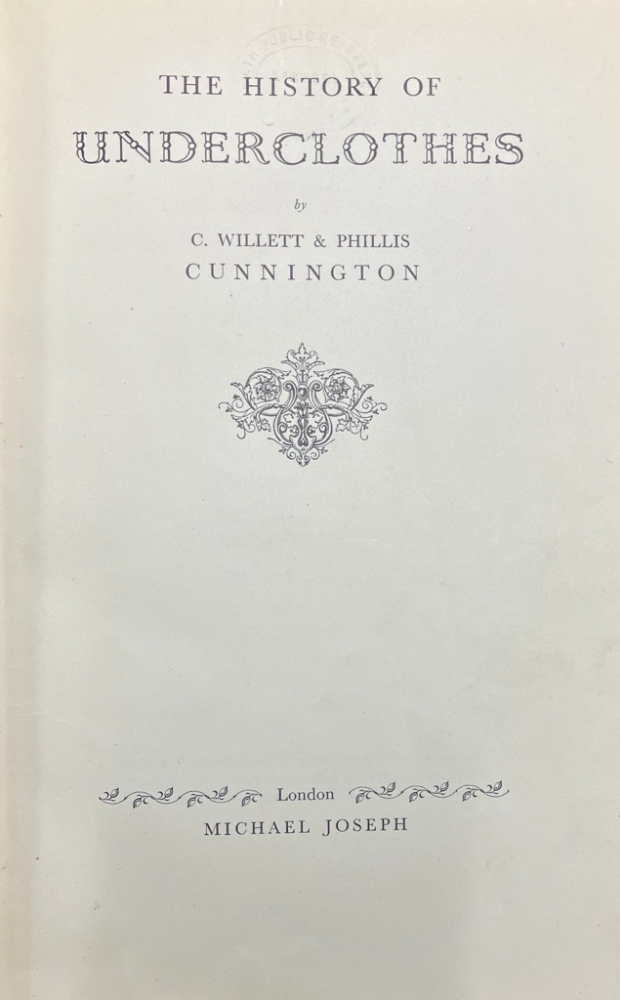 THE HISTORY OF
UNDERCLOTHES
by
C. WILLETT & PHILLIS
CUNNINGTON
London
MICHAEL JOSEPH